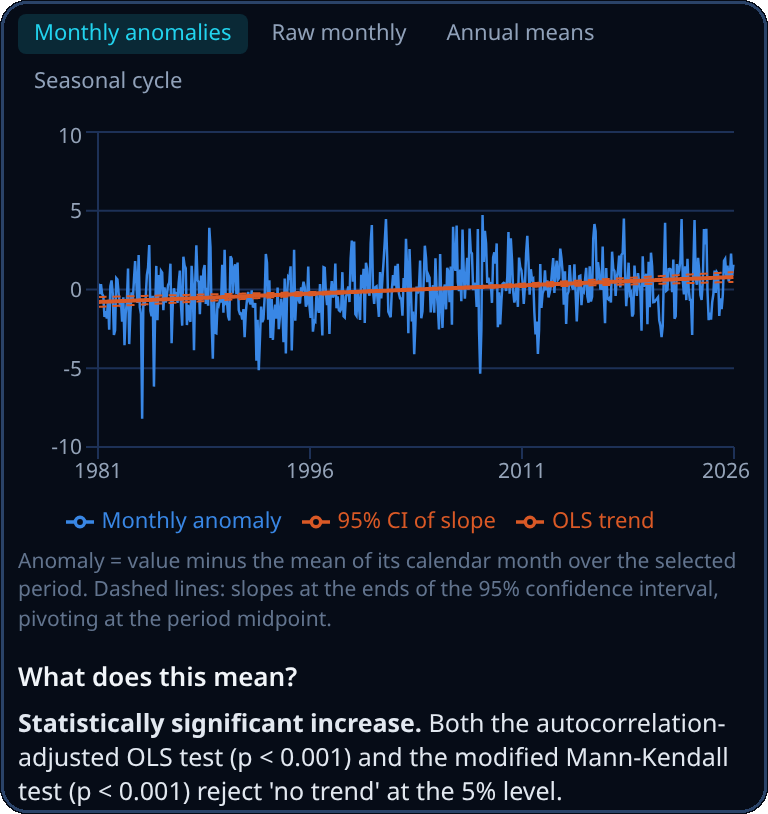 Monthly anomalies Raw monthly Annual means
Seasonal cycle
10
5
0
-5
-10
1981 1996 2011 2026
Monthly anomaly 95% CI of slope OLS trend
Anomaly = value minus the mean of its calendar month over the selected
period. Dashed lines: slopes at the ends of the 95% confidence interval,
pivoting at the period midpoint.
What does this mean?
Statistically significant increase. Both the autocorrelation-
adjusted OLS test (p < 0.001) and the modified Mann-Kendall
test (p < 0.001) reject 'no trend' at the 5% level.